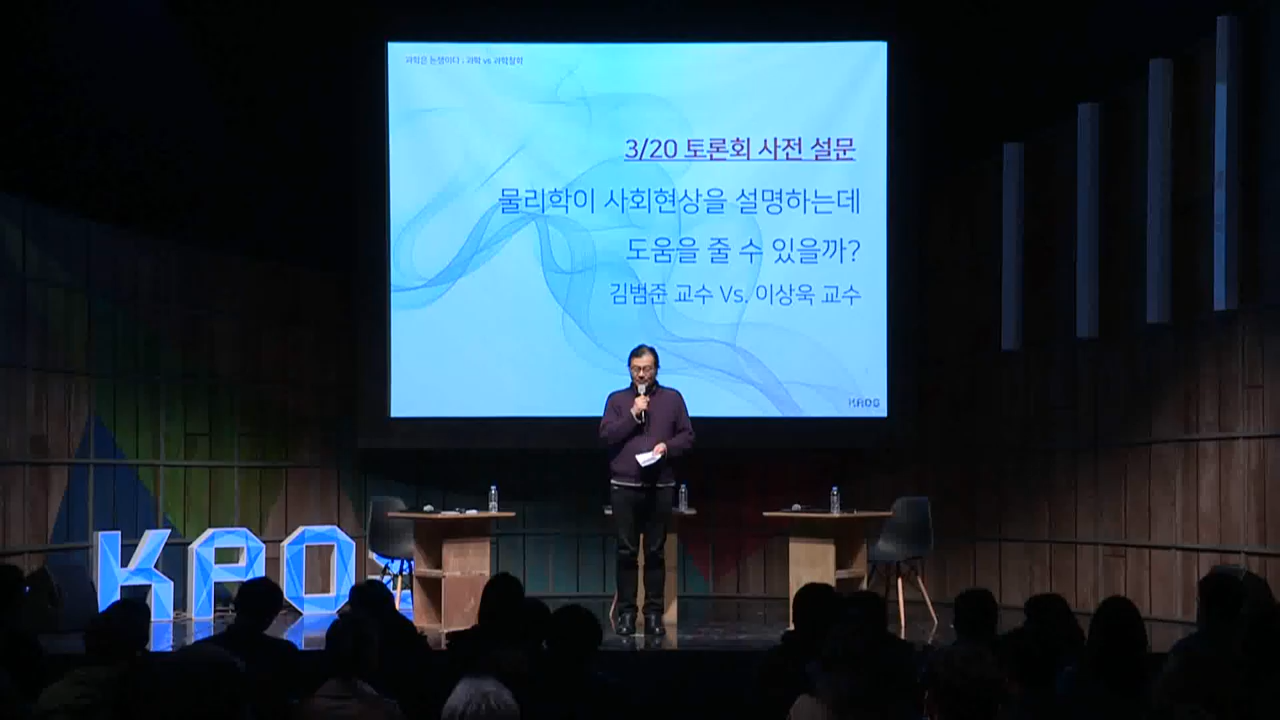 과학은 논쟁이다 : 과학 vs 과학철학
3/20 토론회 사전 설문
물리학이 사회현상을 설명하는데
도움을 줄 수 있을까?
김범준 교수 Vs. 이상욱 교수
KAOS
KAO